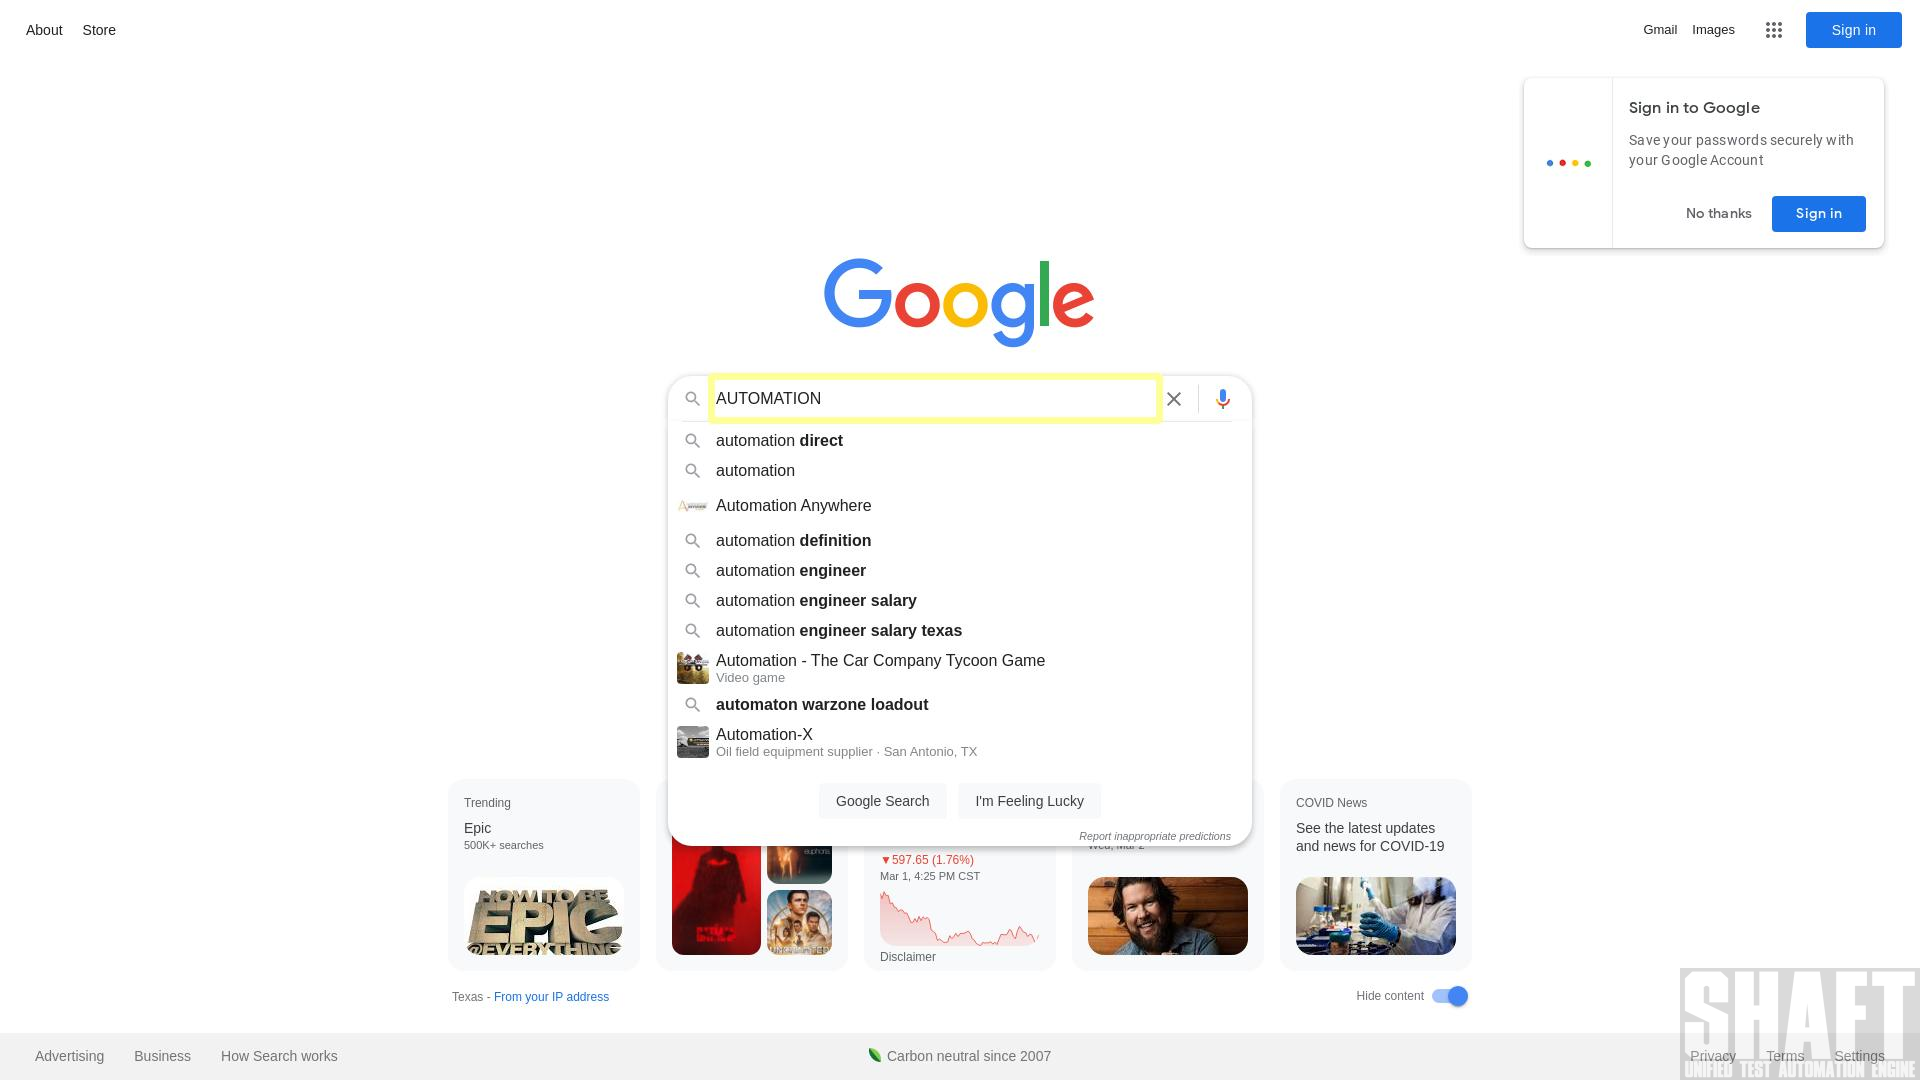 About Store
Gmail Images Sign in
Sign in to Google
Save your passwords securely with
your Google Account
No thanks Sign in
Google
AUTOMATION
automation direct
automation
Automation Anywhere
automation definition
automation engineer
automation engineer salary
automation engineer salary texas
Automation - The Car Company Tycoon Game
Video game
automaton warzone loadout
Automation-X
Oil field equipment supplier · San Antonio, TX
Google Search I'm Feeling Lucky
Report inappropriate predictions
Trending
Epic
500K+ searches
NOW TO BE
EPIC
@EVERYTHING
euphoria
▼597.65 (1.76%)
Mar 1, 4:25 PM CST
Disclaimer
Wed, Mar 2
COVID News
See the latest updates
and news for COVID-19
Texas - From your IP address
Hide content
Advertising Business How Search works
Carbon neutral since 2007
Privacy Terms Settings
SHAFT
UNIFIED TEST AUTOMATION ENGINE